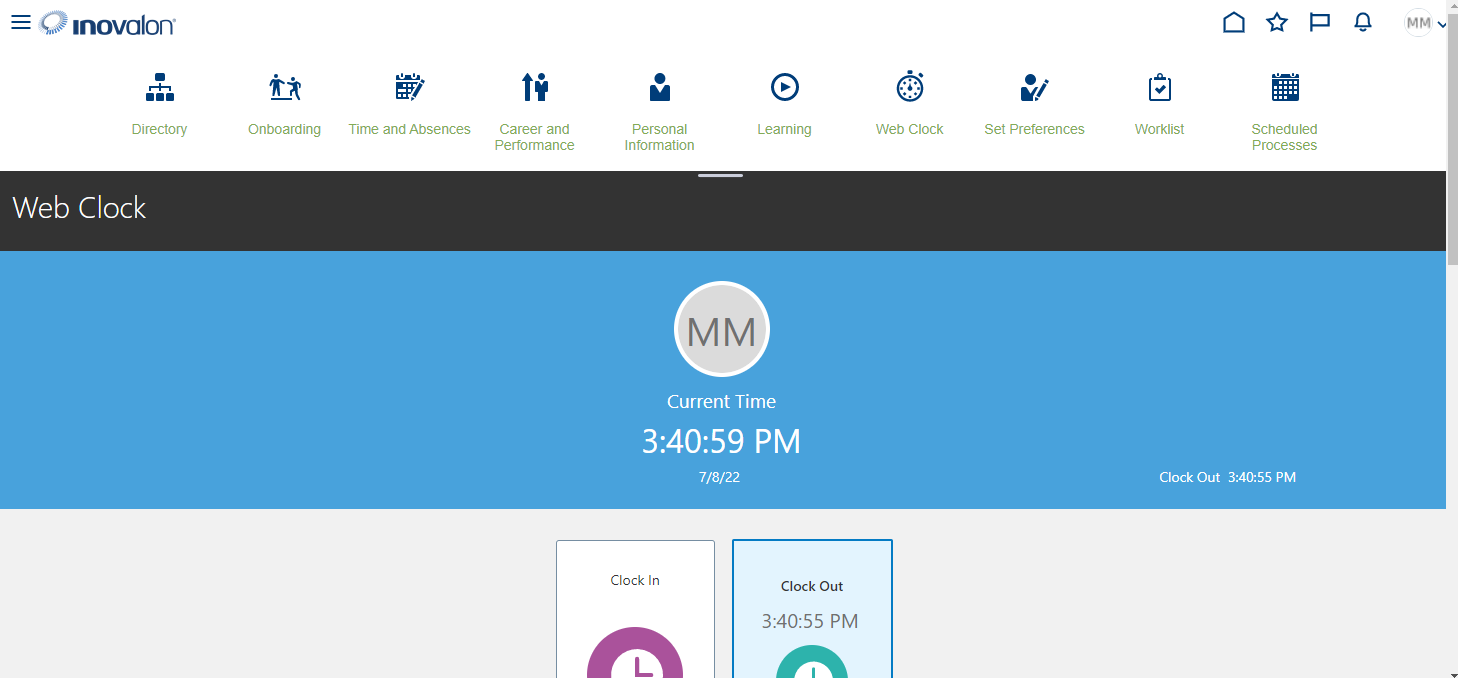 inovalon
MM
Directory
Onboarding
Time and Absences
Career and
Performance
Personal
Information
Learning
Web Clock
Set Preferences
Worklist
Scheduled
Processes
Web Clock
MM
Current Time
3:40:59 PM
7/8/22
Clock Out 3:40:55 PM
Clock In
Clock Out
3:40:55 PM